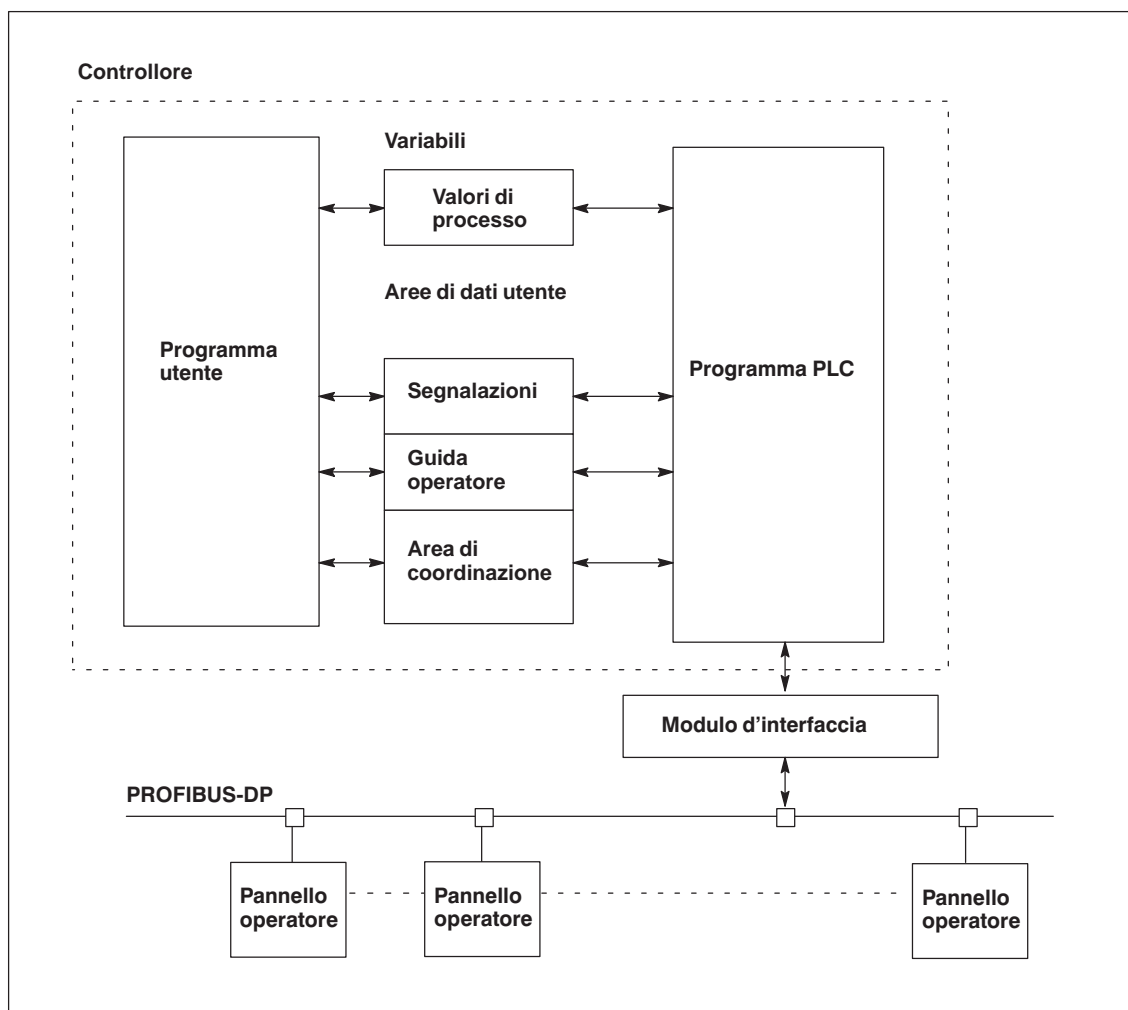 Controllore
Variabili
Valori di
processo
Aree di dati utente
Programma
utente
Programma PLC
Segnalazioni
Guida
operatore
Area di
coordinazione
Modulo d'interfaccia
PROFIBUS-DP
Pannello
operatore
Pannello
operatore
Pannello
operatore